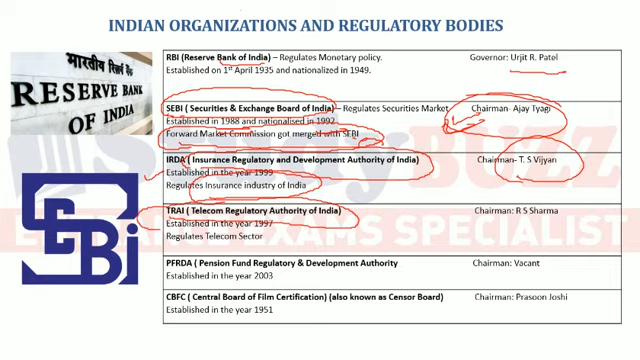 INDIAN ORGANIZATIONS AND REGULATORY BODIES
भारतीय रिज़र्व बैंक
RESERVE BANK
OF INDIA
SEBI
RBI (Reserve Bank of India) – Regulates Monetary policy.
Established on 1st April 1935 and nationalized in 1949.
Governor: Urjit R. Patel
SEBI ( Securities & Exchange Board of India) – Regulates Securities Market
Established in 1988 and nationalised in 1992
Forward Market Commission got merged with SEBI
Chairman- Ajay Tyagi
IRDA ( Insurance Regulatory and Development Authority of India)
Established in the year 1999
Regulates Insurance industry of India
Chairman- T. S Vijyan
TRAI ( Telecom Regulatory Authority of India)
Established in the year 1997
Regulates Telecom Sector
Chairman: R S Sharma
PFRDA ( Pension Fund Regulatory & Development Authority
Established in the year 2003
Chairman: Vacant
CBFC ( Central Board of Film Certification) (also known as Censor Board)
Established in the year 1951
Chairman: Prasoon Joshi
EXAMS SPECIALIST